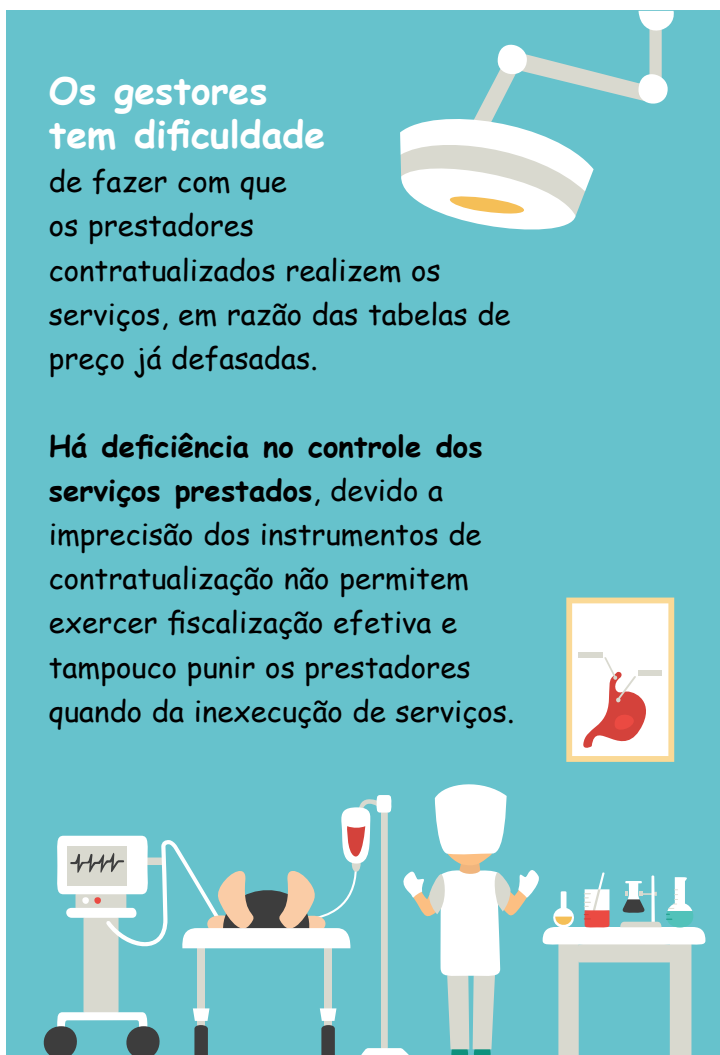 Os gestores
tem dificuldade
de fazer com que
os prestadores
contratualizados realizem os
serviços, em razão das tabelas de
preço já defasadas.
Há deficiência no controle dos
serviços prestados, devido a
imprecisão dos instrumentos de
contratualização não permitem
exercer fiscalização efetiva e
tampouco punir os prestadores
quando da inexecução de serviços.